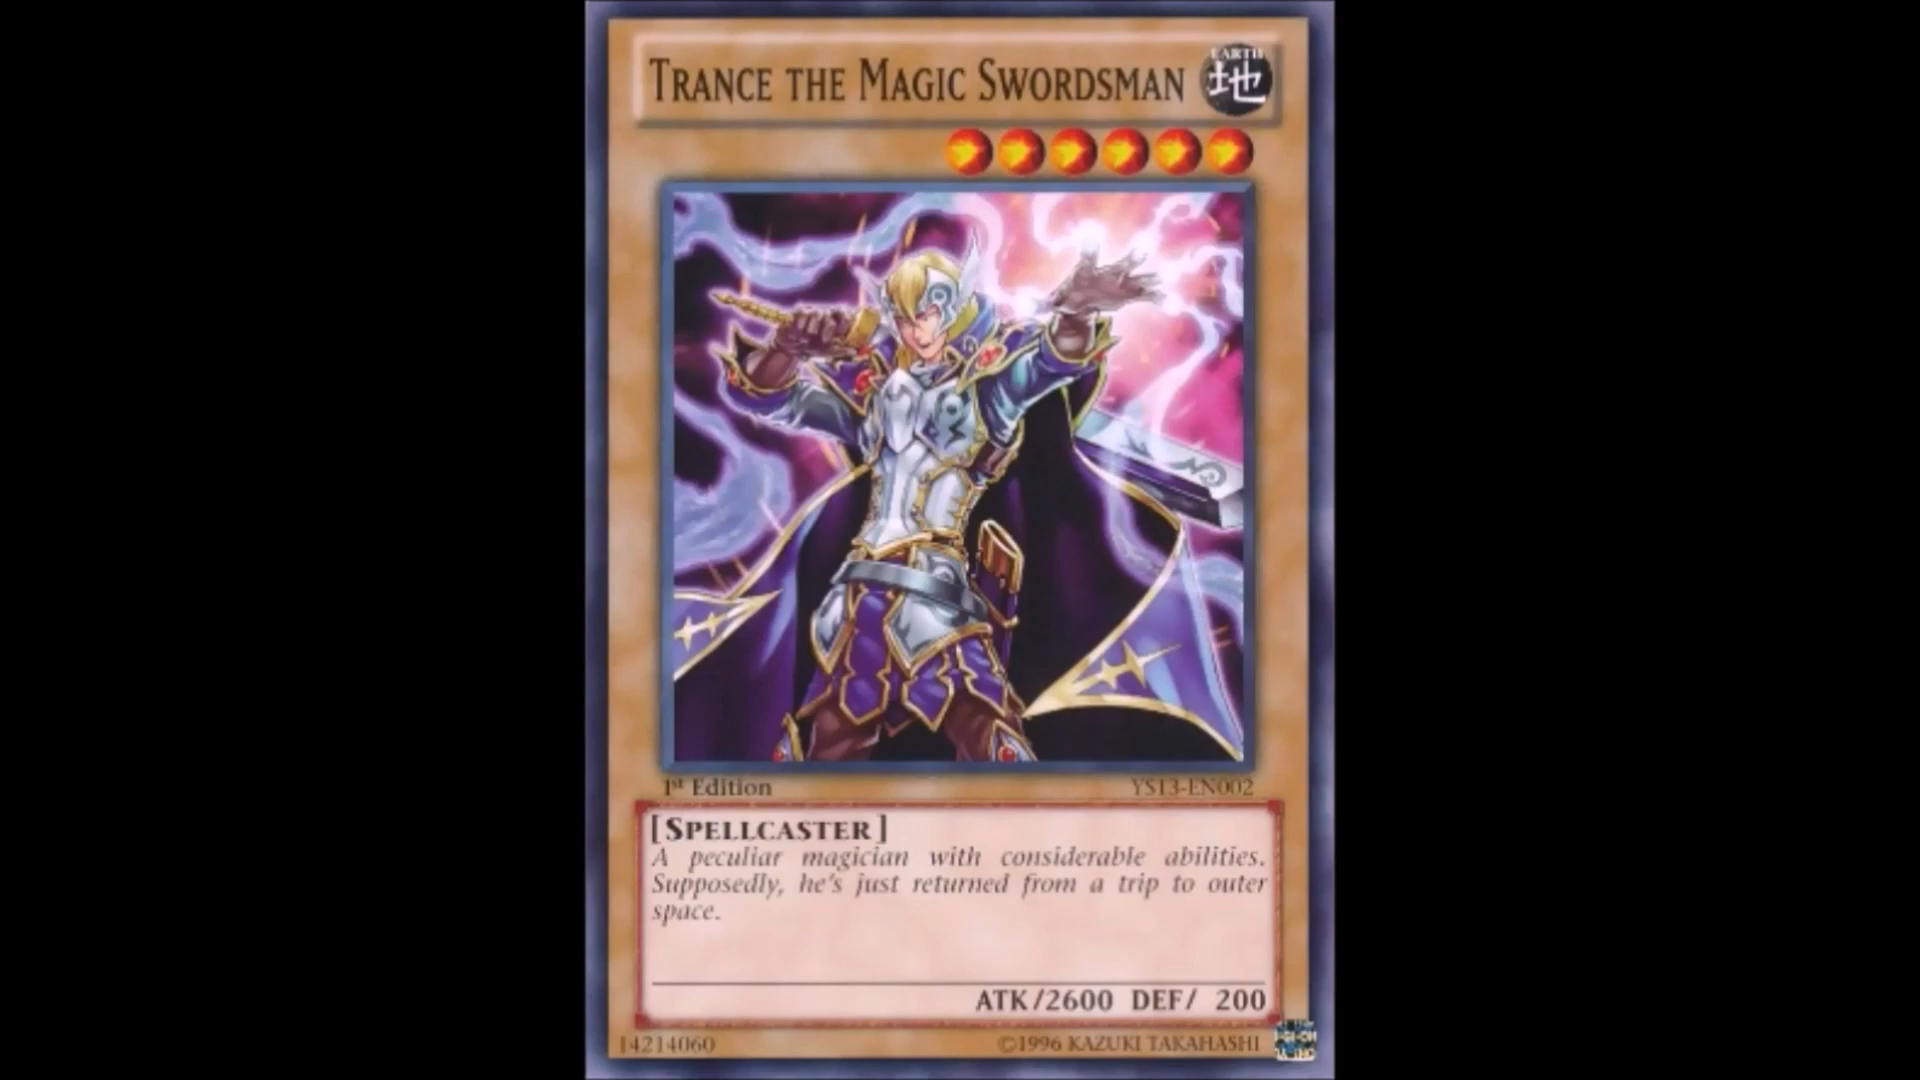 TRANCE THE MAGIC SWORDSMAN
EARTH
地
1st Edition
YS13-EN002
[SPELLCASTER]
A peculiar magician with considerable abilities.
Supposedly, he's just returned from a trip to outer
space.
ATK/2600 DEF/ 200
14214060
©1996 KAZUKI TAKAHASHI